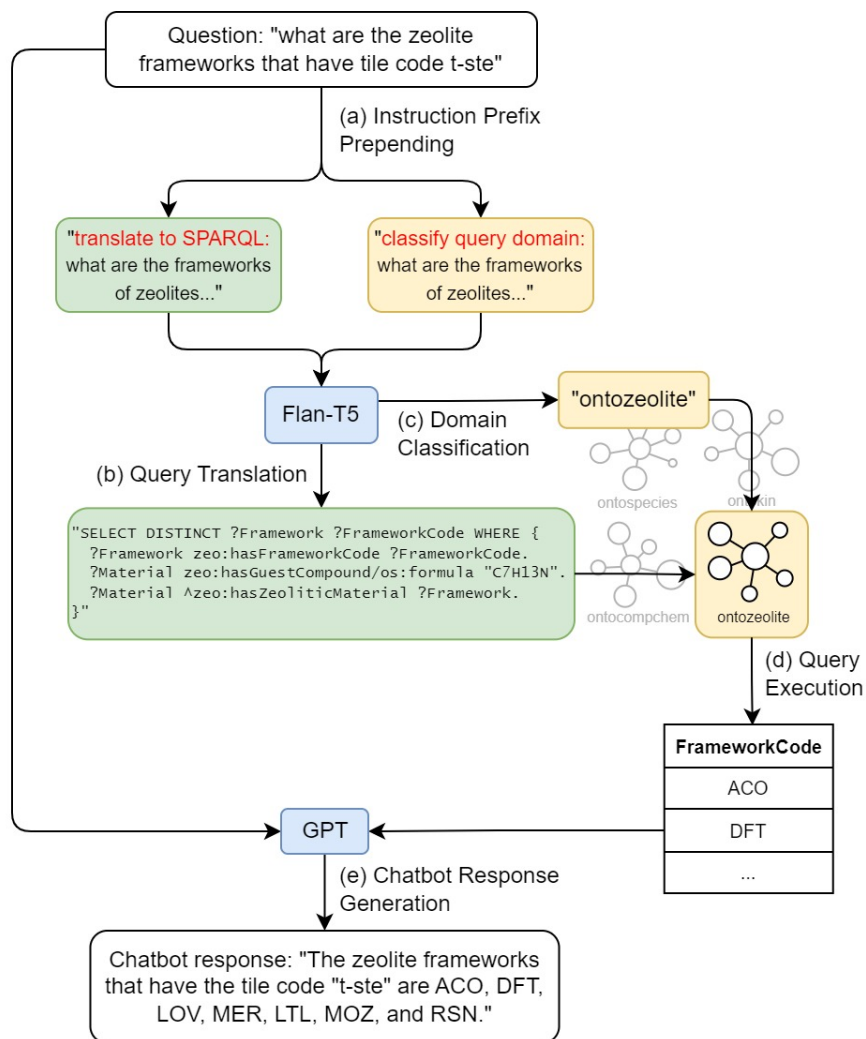 Question: "what are the zeolite
frameworks that have tile code t-ste"
(a) Instruction Prefix
Prepending
"translate to SPARQL:
what are the frameworks
of zeolites..."
"classify query domain:
what are the frameworks
of zeolites..."
Flan-T5
(c) Domain
Classification
"ontozeolite"
(b) Query Translation
ontospecies
"SELECT DISTINCT ?Framework ?FrameworkCode WHERE {
?Framework zeo:hasFrameworkCode ?FrameworkCode.
?Material zeo:hasGuestCompound/os:formula "C7H13N".
?Material ^zeo:hasZeoliticMaterial ?Framework.
}"
ontocompchem
ontozeolite
(d) Query
Execution
FrameworkCode
ACO
DFT
...
GPT
(e) Chatbot Response
Generation
Chatbot response: "The zeolite frameworks
that have the tile code "t-ste" are ACO, DFT,
LOV, MER, LTL, MOZ, and RSN."